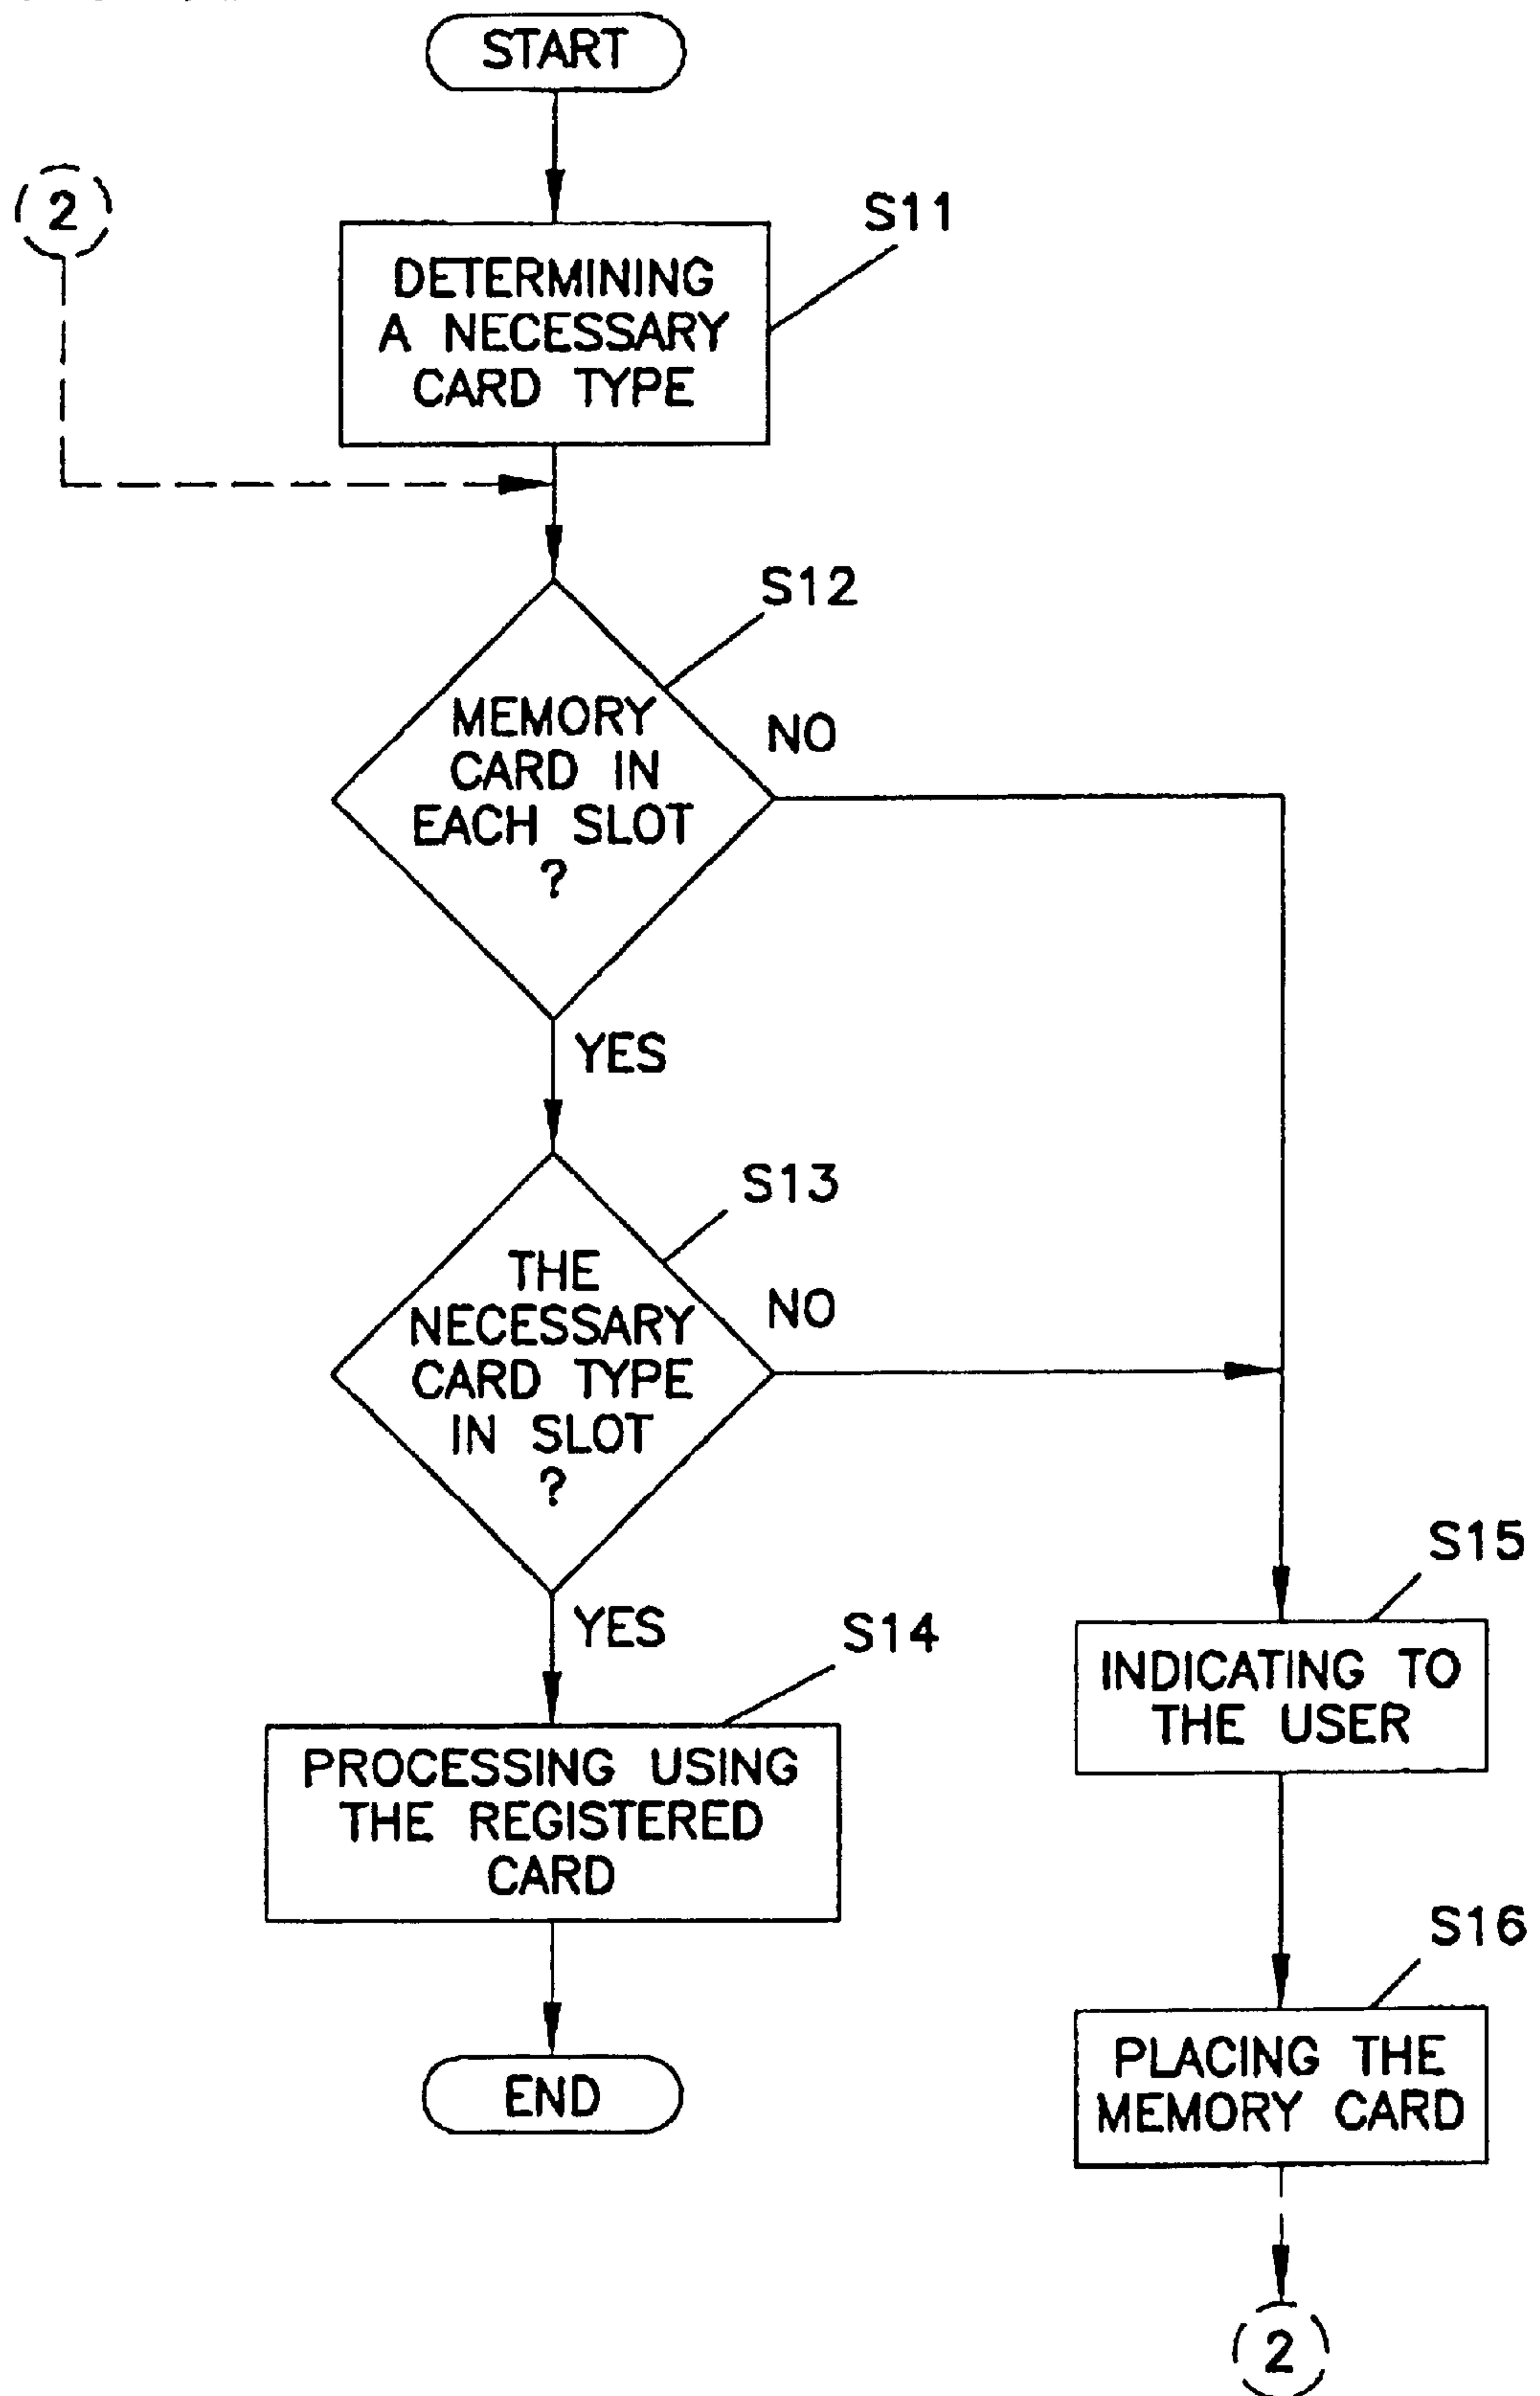 START
2
S11
DETERMINING
A NECESSARY
CARD TYPE
S12
MEMORY
CARD IN
EACH SLOT
?
NO
YES
S13
THE
NECESSARY
CARD TYPE
IN SLOT
?
NO
YES
S14
PROCESSING USING
THE REGISTERED
CARD
END
S15
INDICATING TO
THE USER
S16
PLACING THE
MEMORY CARD
2